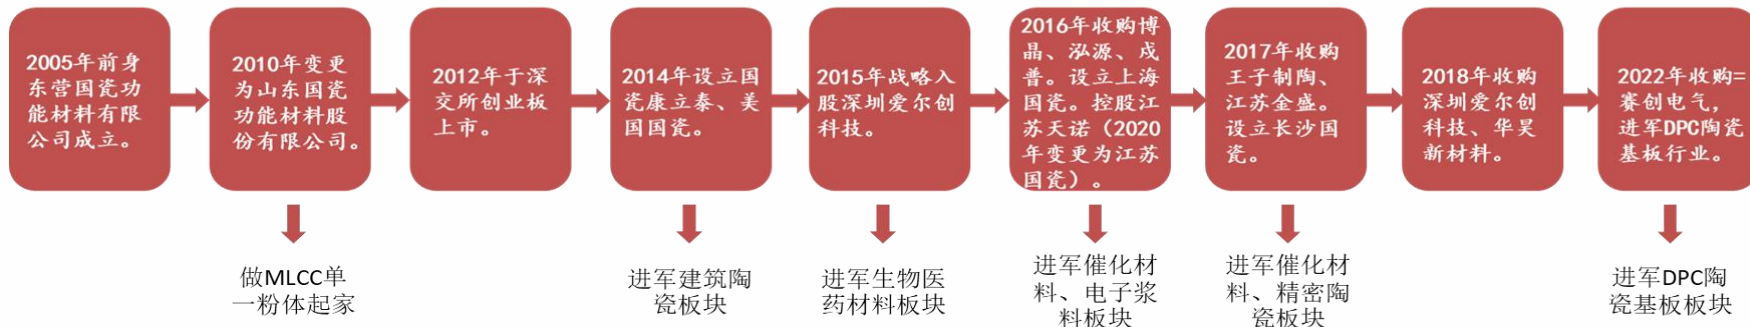 2005年前身
东营国瓷功
能材料有限
公司成立。
2010年变更
为山东国瓷
功能材料股
份有限公司。
2012年于深
交所创业板
上市。
2014年设立国
瓷康立泰、美
国国瓷。
2015年战略入
股深圳爱尔创
科技。
2016年收购博
晶、泓源、戍
普。设立上海
国瓷。控股江
苏天诺（2020
年变更为江苏
国瓷）。
2017年收购
王子制陶、
江苏金盛。
设立长沙国
瓷。
2018年收购
深圳爱尔创
科技、华昊
新材料。
2022年收购=
赛创电气，
进军DPC陶瓷
基板行业。
做MLCC单
一粉体起家
进军建筑陶
瓷板块
进军生物医
药材料板块
进军催化材
料、电子浆
料板块
进军催化材
料、精密陶
瓷板块
进军DPC陶
瓷基板板块